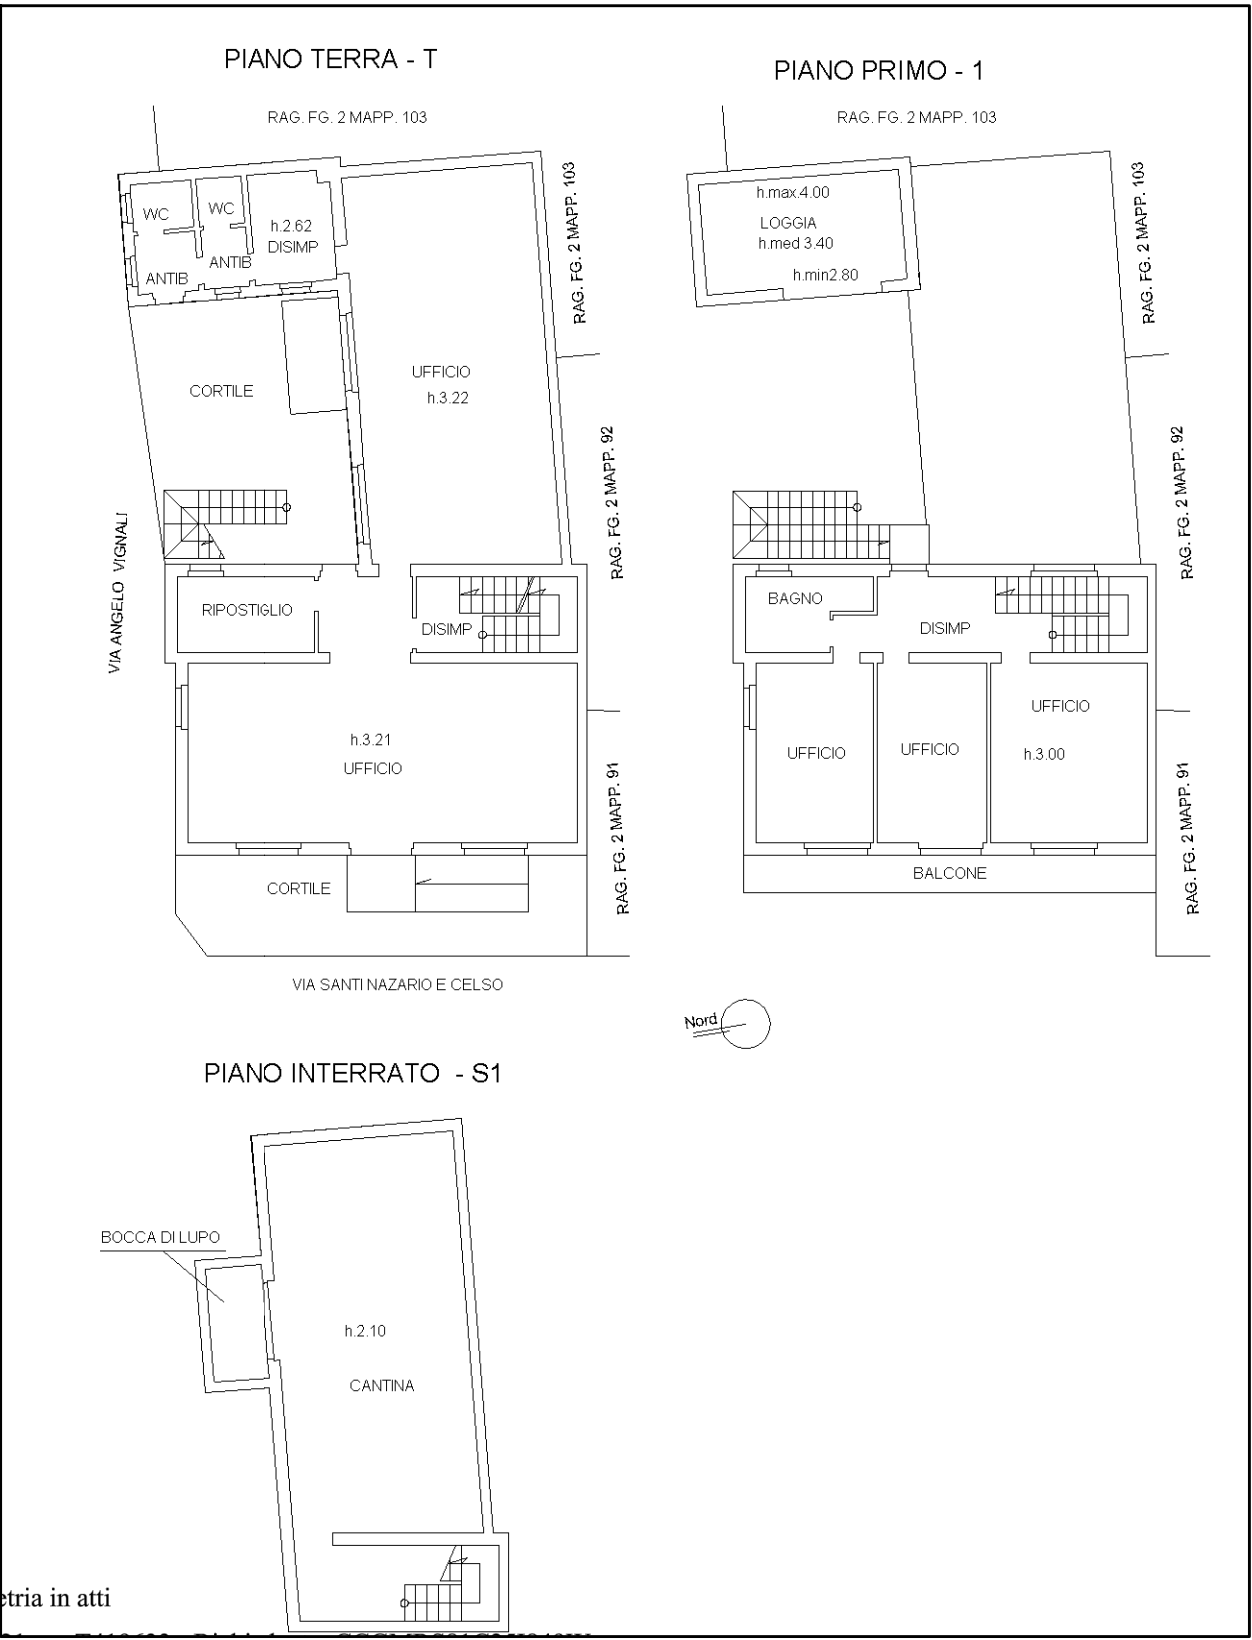 PIANO TERRA - T
PIANO PRIMO - 1
RAG. FG. 2 MAPP. 103
RAG. FG. 2 MAPP. 103
WC
WC
h.2.62
DISIMP
ANTIB
ANTIB
RAG. FG. 2 MAPP. 103
h.max.4.00
LOGGIA
h.med 3.40
h.min2.80
RAG. FG. 2 MAPP. 103
CORTILE
UFFICIO
h.3.22
RAG. FG. 2 MAPP. 92
RAG. FG. 2 MAPP. 92
VIA ANGELO VIGNALI
RIPOSTIGLIO
DISIMP
BAGNO
DISIMP
h.3.21
UFFICIO
UFFICIO
UFFICIO
UFFICIO
h.3.00
RAG. FG. 2 MAPP. 91
RAG. FG. 2 MAPP. 91
CORTILE
BALCONE
VIA SANTI NAZARIO E CELSO
Nord
PIANO INTERRATO - S1
BOCCA DI LUPO
h.2.10
CANTINA
etria in atti